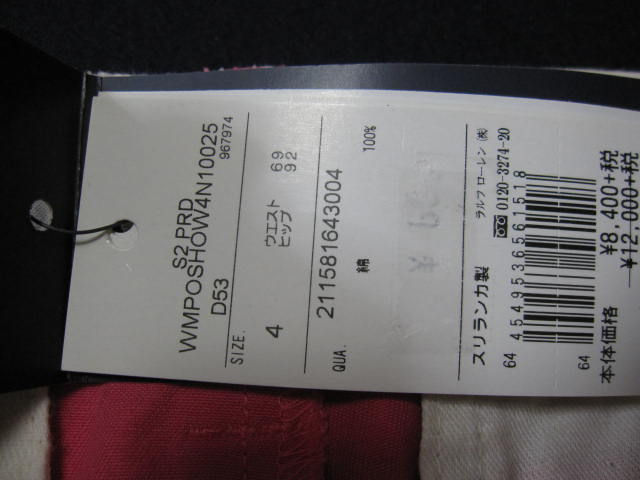 S2 PRD
WMPOSHOW4N10025
D53 967974
SIZE. 4
ウエスト 69
ヒップ 92
211581643004
QUA. 綿 100%
スリランカ製
ラルフ ローレン (株)
0120-3274-20
64 4549536561518 64
本体価格 ¥8,400+税
¥12,000+税